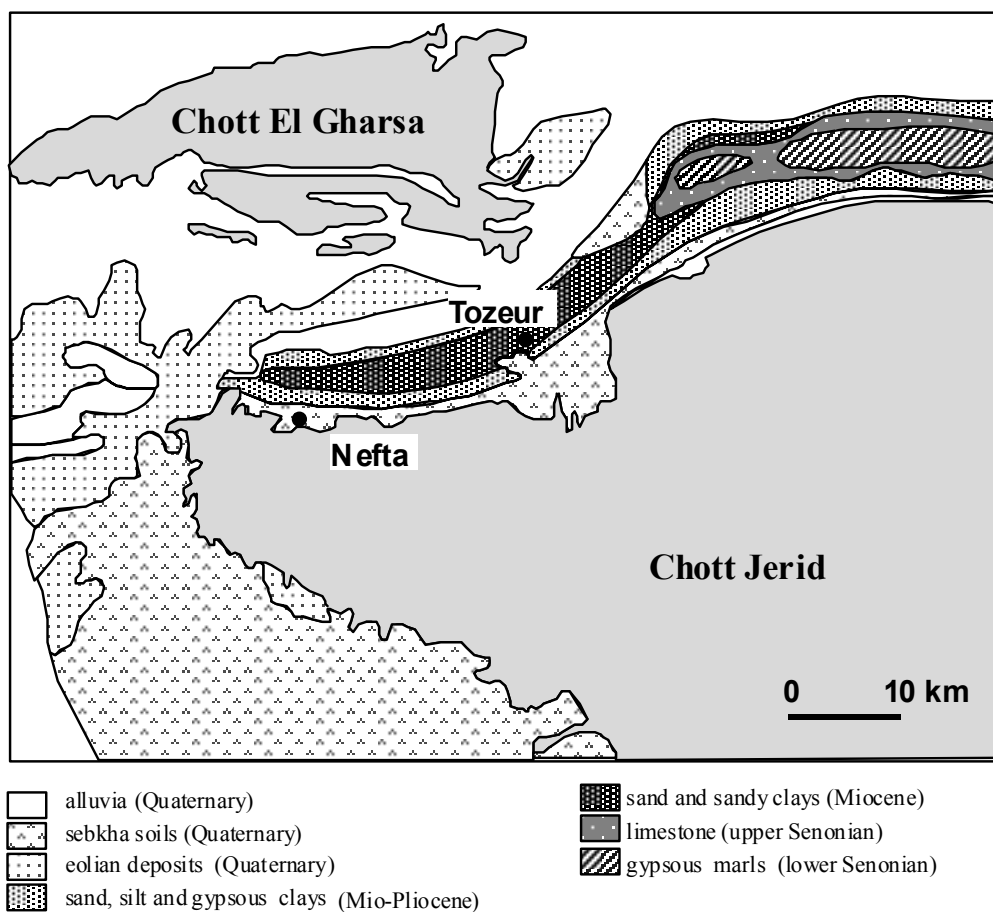 Chott El Gharsa
Tozeur
Nefta
Chott Jerid
0 10 km
alluvia (Quaternary)
sebkha soils (Quaternary)
eolian deposits (Quaternary)
sand, silt and gypsous clays (Mio-Pliocene)
sand and sandy clays (Miocene)
limestone (upper Senonian)
gypsous marls (lower Senonian)